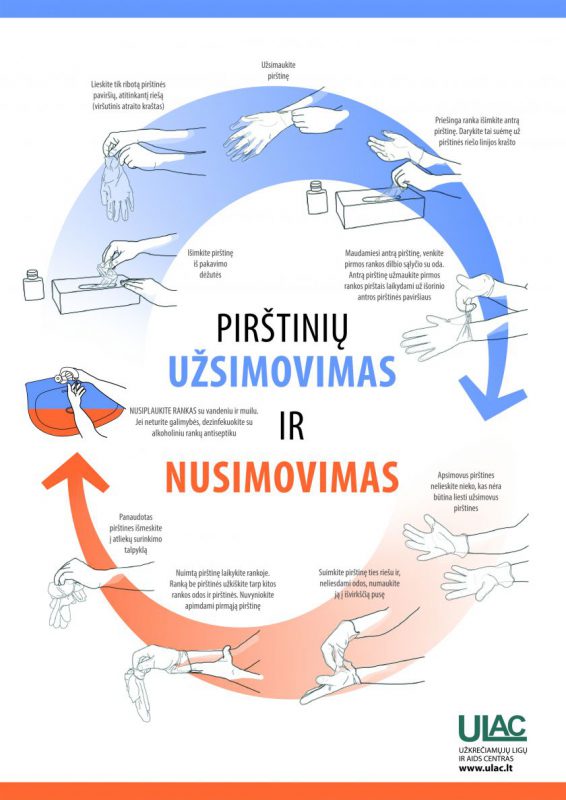 PIRŠTINIŲ
UŽSIMOVIMAS
IR
NUSIMOVIMAS
NUSIPLAUKITE RANKAS su vandeniu ir muilu.
Jei neturite galimybės, dezinfekuokite su
alkoholiniu rankų antiseptiku
Išimkite pirštinę
iš pakavimo
dėžutės
Lieskite tik ribotą pirštinės
paviršių, atitinkantį riešą
(viršutinis atraito kraštas)
Užsimaukite
pirštinę
Priešinga ranka išimkite antrą
pirštinę. Darykite tai suėmę už
pirštinės riešo linijos krašto
Maudamiesi antrą pirštinę, venkite
pirmos rankos dilbio sąlyčio su oda.
Antrą pirštinę užmaukite pirmos
rankos pirštais laikydami už išorinio
antros pirštinės paviršiaus
Apsimovus pirštines
nelieskite nieko, kas nėra
būtina liesti užsimovus
pirštines
Suimkite pirštinę ties riešu ir,
neliesdami odos, numaukite
ją į išvirkščią pusę
Nuimtą pirštinę laikykite rankoje.
Ranką be pirštinės užkiškite tarp kitos
rankos odos ir pirštinės. Nuvyniokite
apimdami pirmąją pirštinę
Panaudotas
pirštines išmeskite
į atliekų surinkimo
talpyklą
ULAC
UŽKREČIAMŲJŲ LIGŲ
IR AIDS CENTRAS
www.ulac.lt